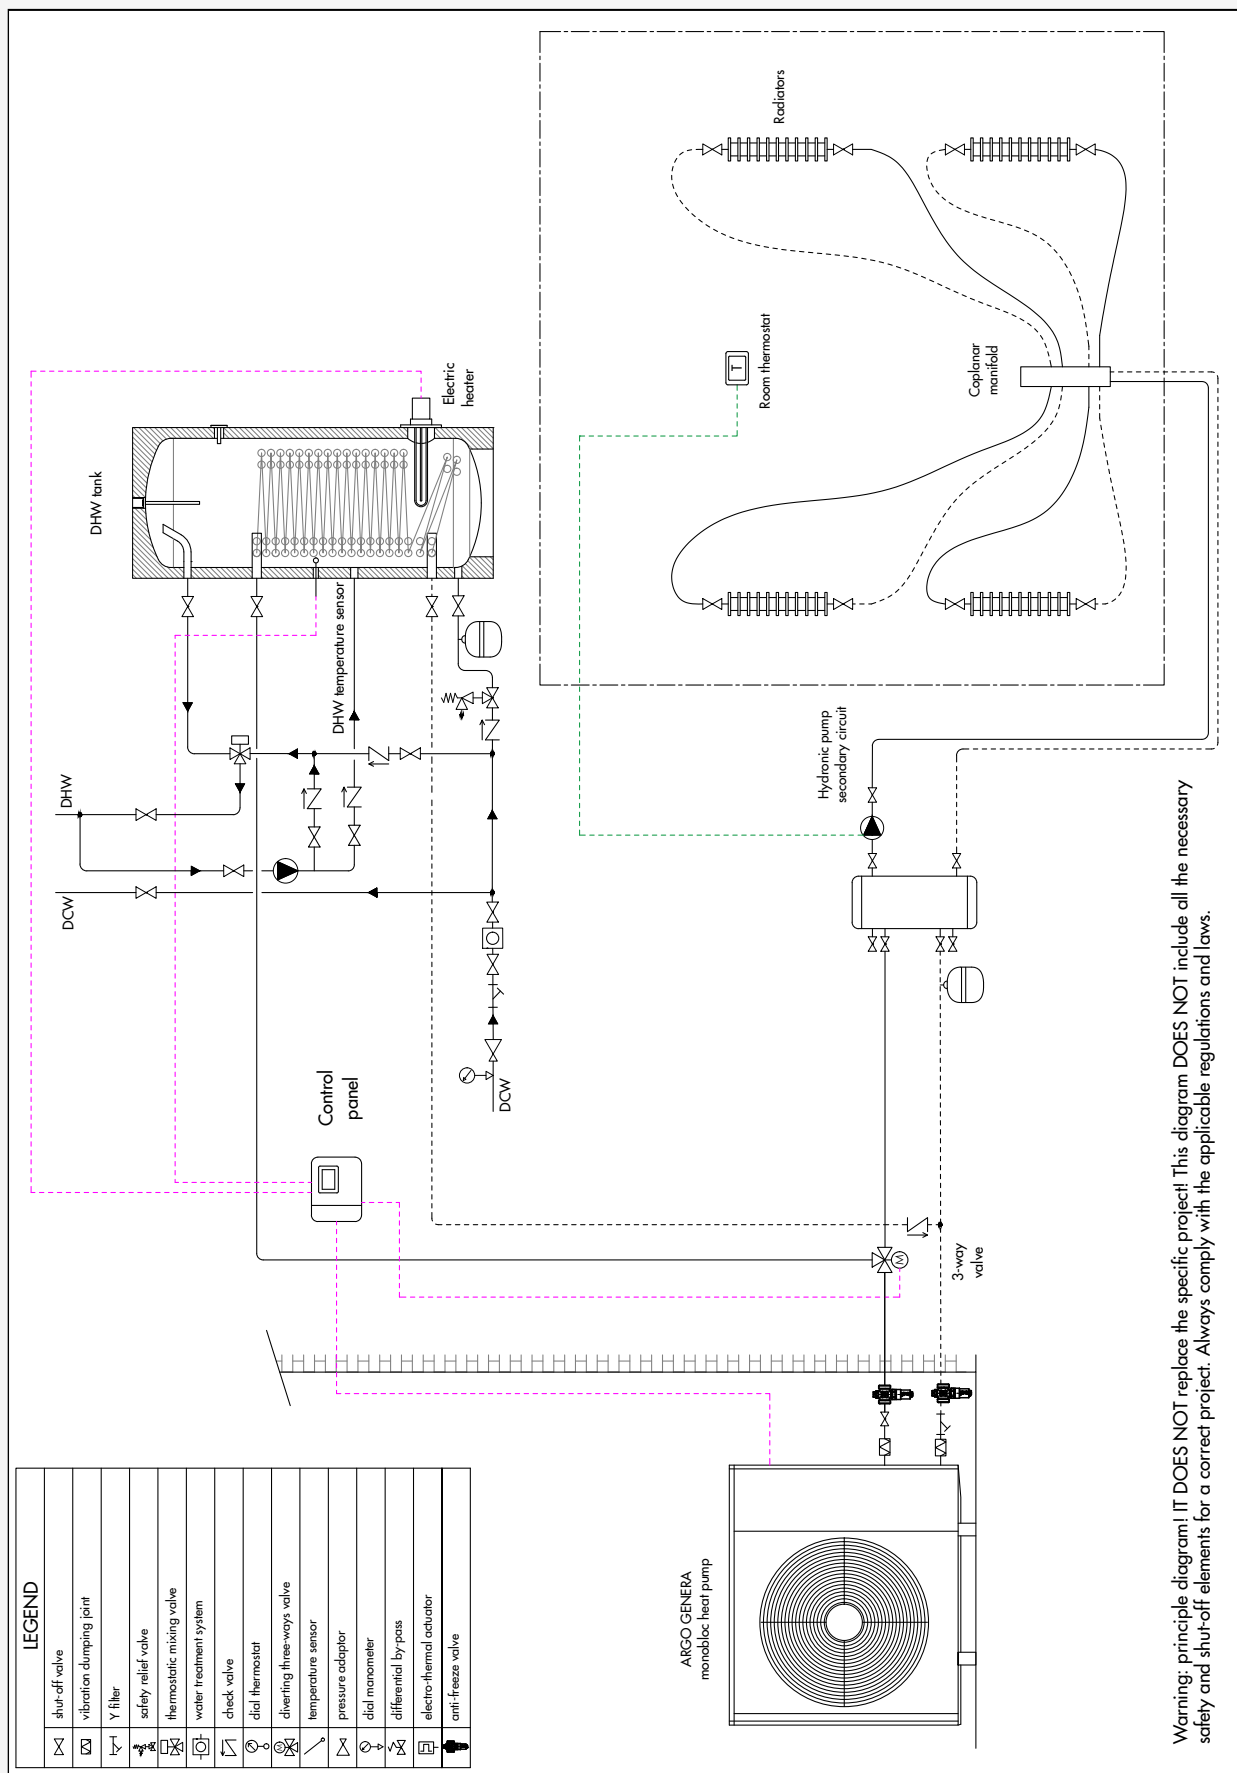 LEGEND
shut-off valve
vibration dumping joint
Y filter
safety relief valve
thermostatic mixing valve
water treatment system
check valve
dial thermostat
M
diverting three-ways valve
temperature sensor
pressure adaptor
dial manometer
differential by-pass
electro-thermal actuator
anti-freeze valve
DHW
DCW
DHW tank
Electric
heater
DHW temperature sensor
Control
panel
DCW
Radiators
T
Room thermostat
Coplanar
manifold
Hydronic pump
secondary circuit
M
3-way
valve
ARGO GENERA
monobloc heat pump
Warning: principle diagram! IT DOES NOT replace the specific project! This diagram DOES NOT include all the necessary
safety and shut-off elements for a correct project. Always comply with the applicable regulations and laws.